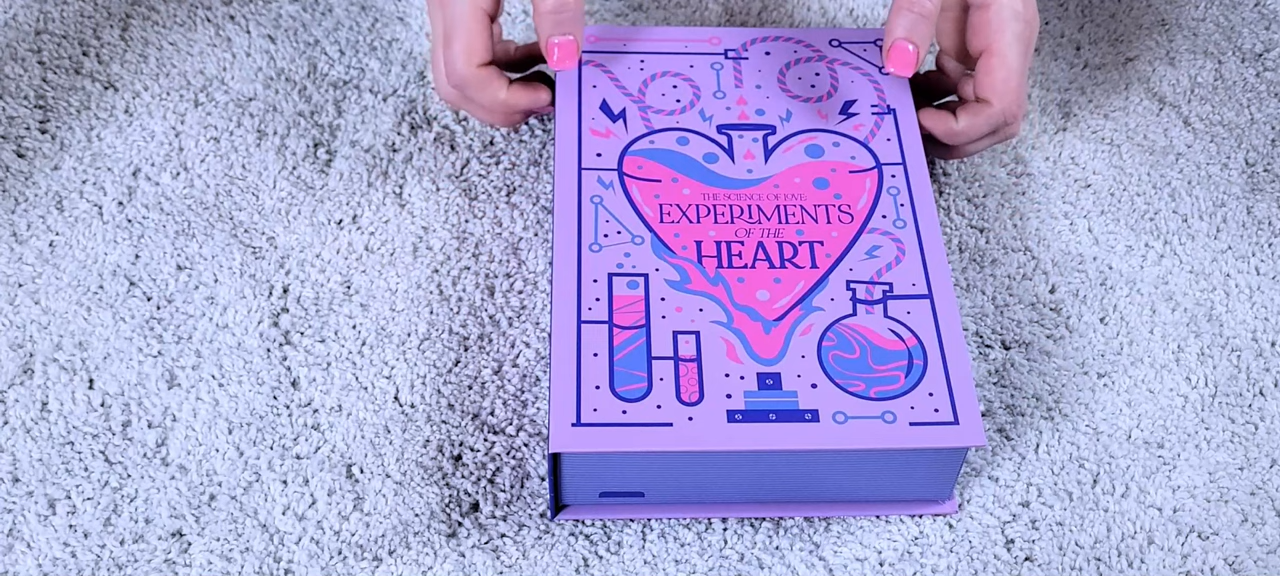 THE SCIENCE OF LOVE:
EXPERIMENTS
OF THE
HEART